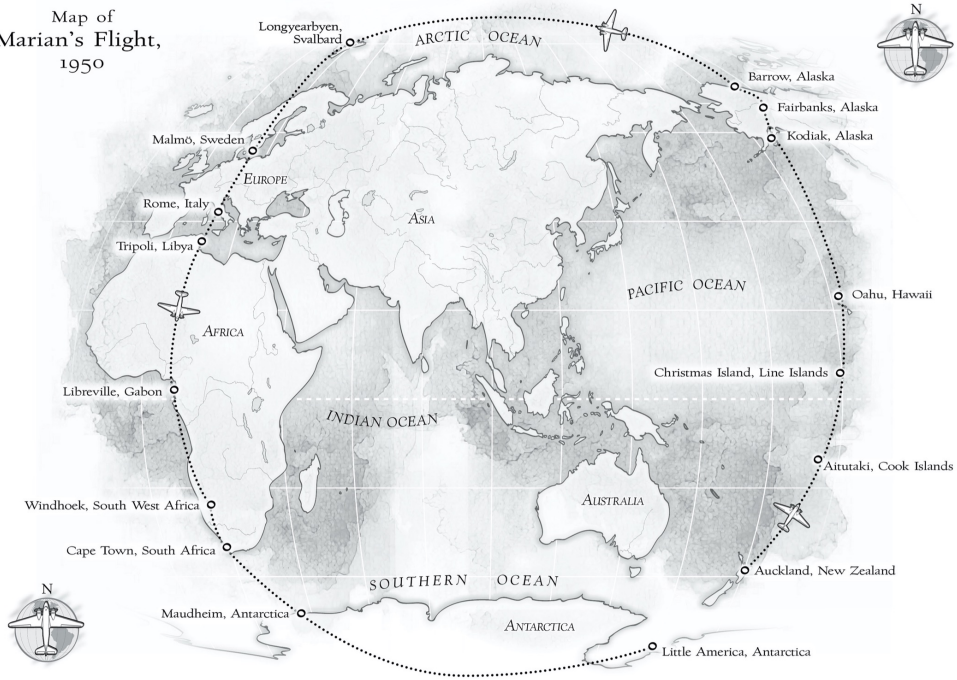 Map of
Marian's Flight,
1950
N
Longyearbyen,
Svalbard
ARCTIC OCEAN
Barrow, Alaska
Fairbanks, Alaska
Kodiak, Alaska
Malmö, Sweden
EUROPE
Rome, Italy
ASIA
Tripoli, Libya
PACIFIC OCEAN
Oahu, Hawaii
AFRICA
Christmas Island, Line Islands
Libreville, Gabon
INDIAN OCEAN
Aitutaki, Cook Islands
AUSTRALIA
Windhoek, South West Africa
Cape Town, South Africa
Auckland, New Zealand
SOUTHERN OCEAN
N
Maudheim, Antarctica
ANTARCTICA
Little America, Antarctica